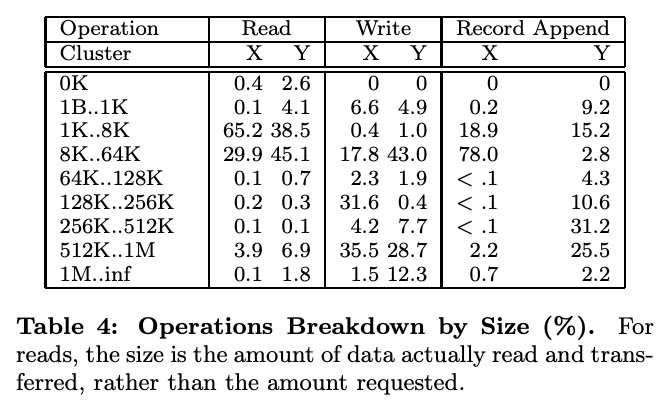 Operation Read Write Record Append
Cluster X Y X Y X Y
0K 0.4 2.6 0 0 0 0
1B..1K 0.1 4.1 6.6 4.9 0.2 9.2
1K..8K 65.2 38.5 0.4 1.0 18.9 15.2
8K..64K 29.9 45.1 17.8 43.0 78.0 2.8
64K..128K 0.1 0.7 2.3 1.9 < .1 4.3
128K..256K 0.2 0.3 31.6 0.4 < .1 10.6
256K..512K 0.1 0.1 4.2 7.7 < .1 31.2
512K..1M 3.9 6.9 35.5 28.7 2.2 25.5
1M..inf 0.1 1.8 1.5 12.3 0.7 2.2
Table 4: Operations Breakdown by Size (%). For
reads, the size is the amount of data actually read and trans-
ferred, rather than the amount requested.